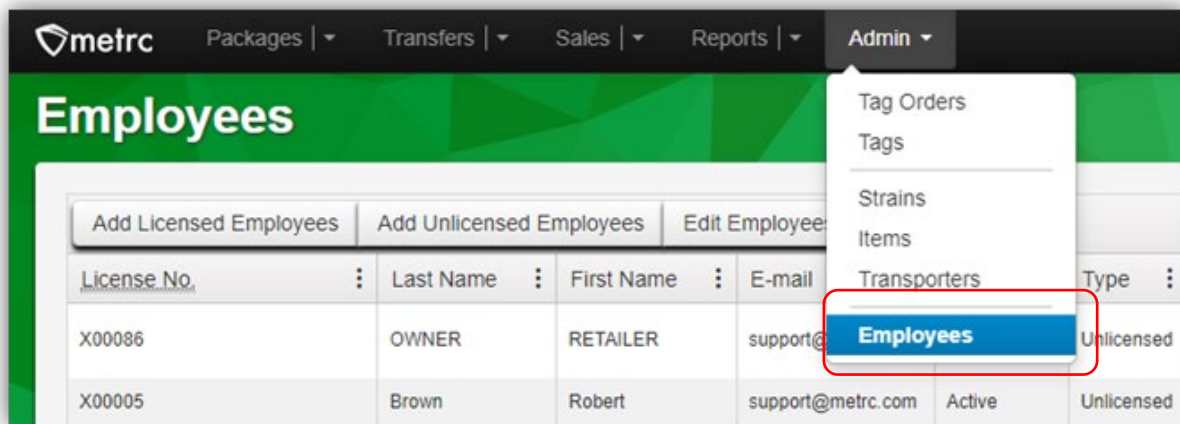 metrc Packages | Transfers | Sales | Reports | Admin
Employees
Tag Orders
Tags
Strains
Items
Transporters
Employees
Add Licensed Employees Add Unlicensed Employees Edit Employee
License No. Last Name First Name E-mail Type
X00086 OWNER RETAILER support@ Unlicensed
X00005 Brown Robert support@metrc.com Active Unlicensed